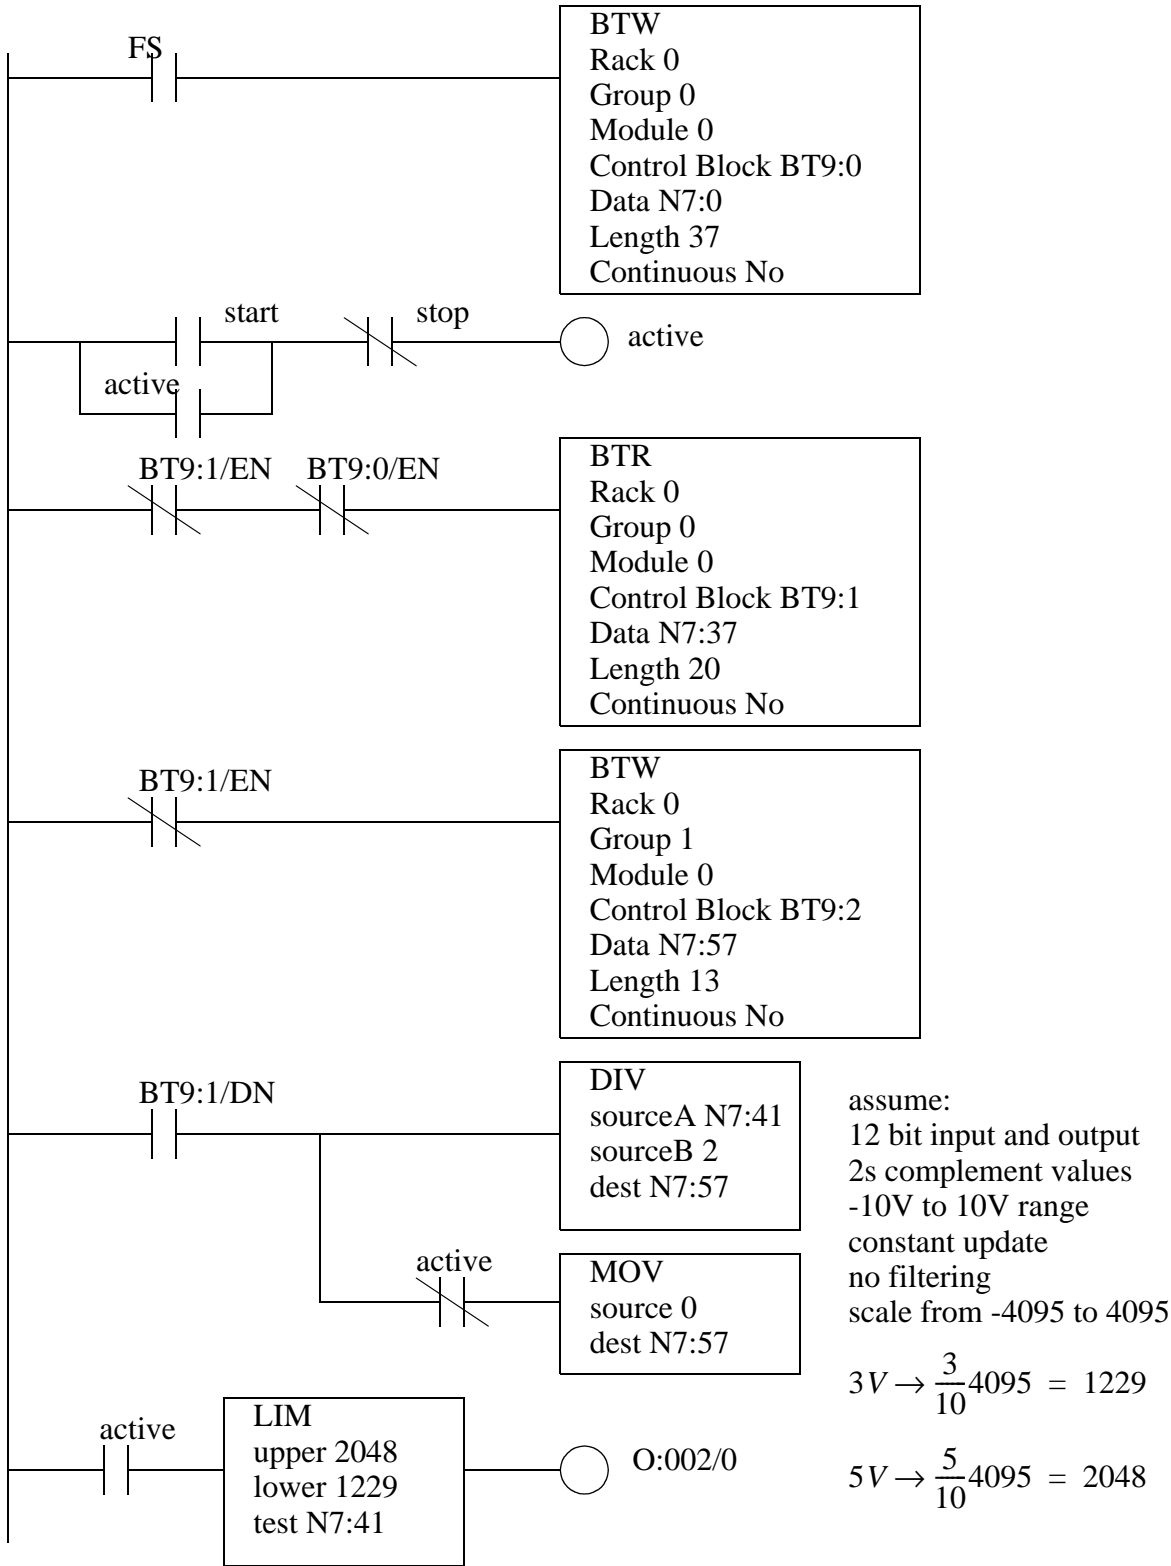 FS
BTW
Rack 0
Group 0
Module 0
Control Block BT9:0
Data N7:0
Length 37
Continuous No
start
stop
active
active
BT9:1/EN
BT9:0/EN
BTR
Rack 0
Group 0
Module 0
Control Block BT9:1
Data N7:37
Length 20
Continuous No
BT9:1/EN
BTW
Rack 0
Group 1
Module 0
Control Block BT9:2
Data N7:57
Length 13
Continuous No
BT9:1/DN
DIV
sourceA N7:41
sourceB 2
dest N7:57
active
MOV
source 0
dest N7:57
assume:
12 bit input and output
2s complement values
-10V to 10V range
constant update
no filtering
scale from -4095 to 4095
3V → 3/10 4095 = 1229
5V → 5/10 4095 = 2048
active
LIM
upper 2048
lower 1229
test N7:41
O:002/0